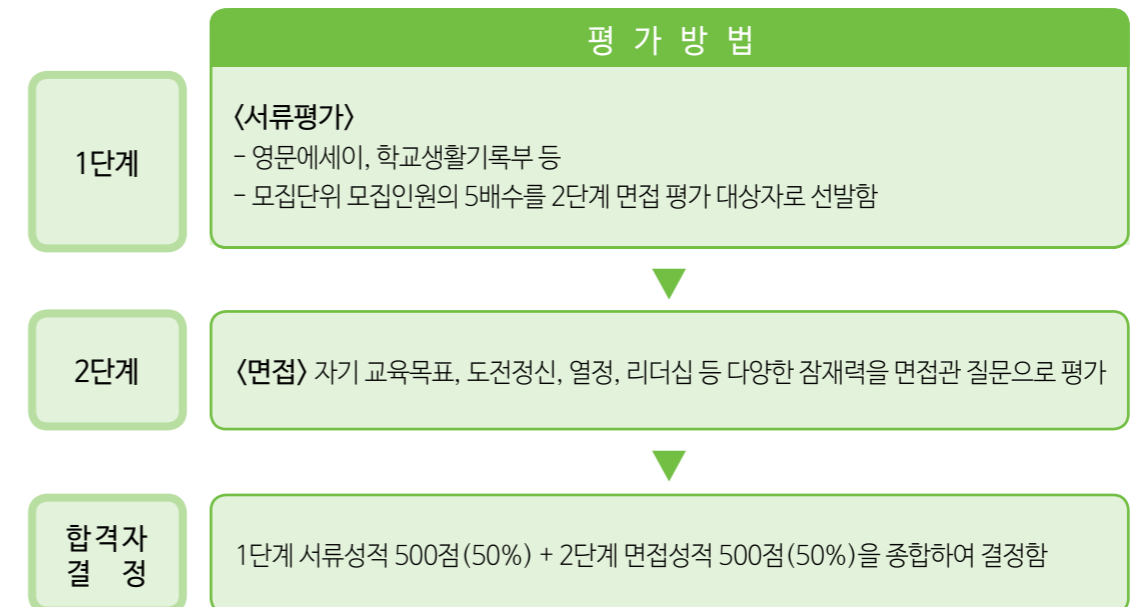 평 가 방 법
1단계
〈서류평가〉
- 영문에세이, 학교생활기록부 등
- 모집단위 모집인원의 5배수를 2단계 면접 평가 대상자로 선발함
2단계
〈면접〉 자기 교육목표, 도전정신, 열정, 리더십 등 다양한 잠재력을 면접관 질문으로 평가
합격자
결 정
1단계 서류성적 500점(50%) + 2단계 면접성적 500점(50%)을 종합하여 결정함